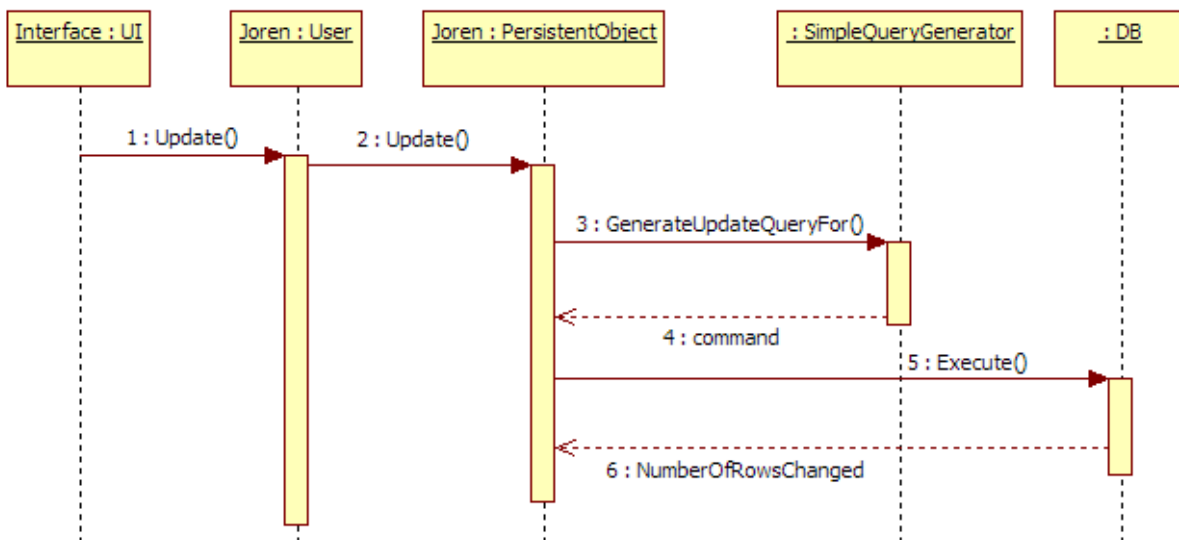 Interface : UI
Joren : User
Joren : PersistentObject
: SimpleQueryGenerator
: DB
1 : Update()
2 : Update()
3 : GenerateUpdateQueryFor()
4 : command
5 : Execute()
6 : NumberOfRowsChanged